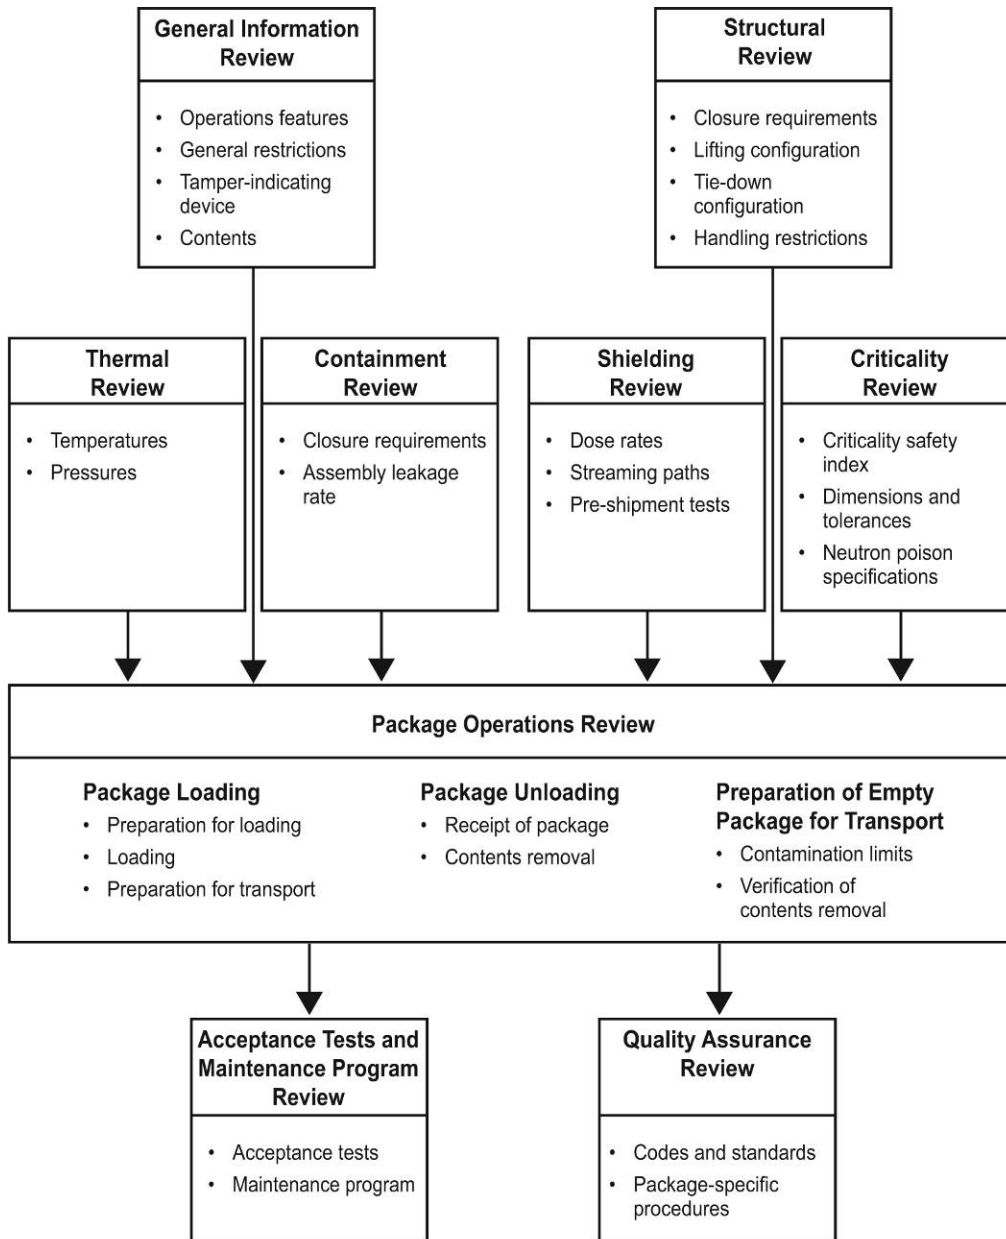 General Information
Review
• Operations features
• General restrictions
• Tamper-indicating
device
• Contents
Structural
Review
• Closure requirements
• Lifting configuration
• Tie-down
configuration
• Handling restrictions
Thermal
Review
• Temperatures
• Pressures
Containment
Review
• Closure requirements
• Assembly leakage
rate
Shielding
Review
• Dose rates
• Streaming paths
• Pre-shipment tests
Criticality
Review
• Criticality safety
index
• Dimensions and
tolerances
• Neutron poison
specifications
Package Operations Review
Package Loading
• Preparation for loading
• Loading
• Preparation for transport
Package Unloading
• Receipt of package
• Contents removal
Preparation of Empty
Package for Transport
• Contamination limits
• Verification of
contents removal
Acceptance Tests and
Maintenance Program
Review
• Acceptance tests
• Maintenance program
Quality Assurance
Review
• Codes and standards
• Package-specific
procedures